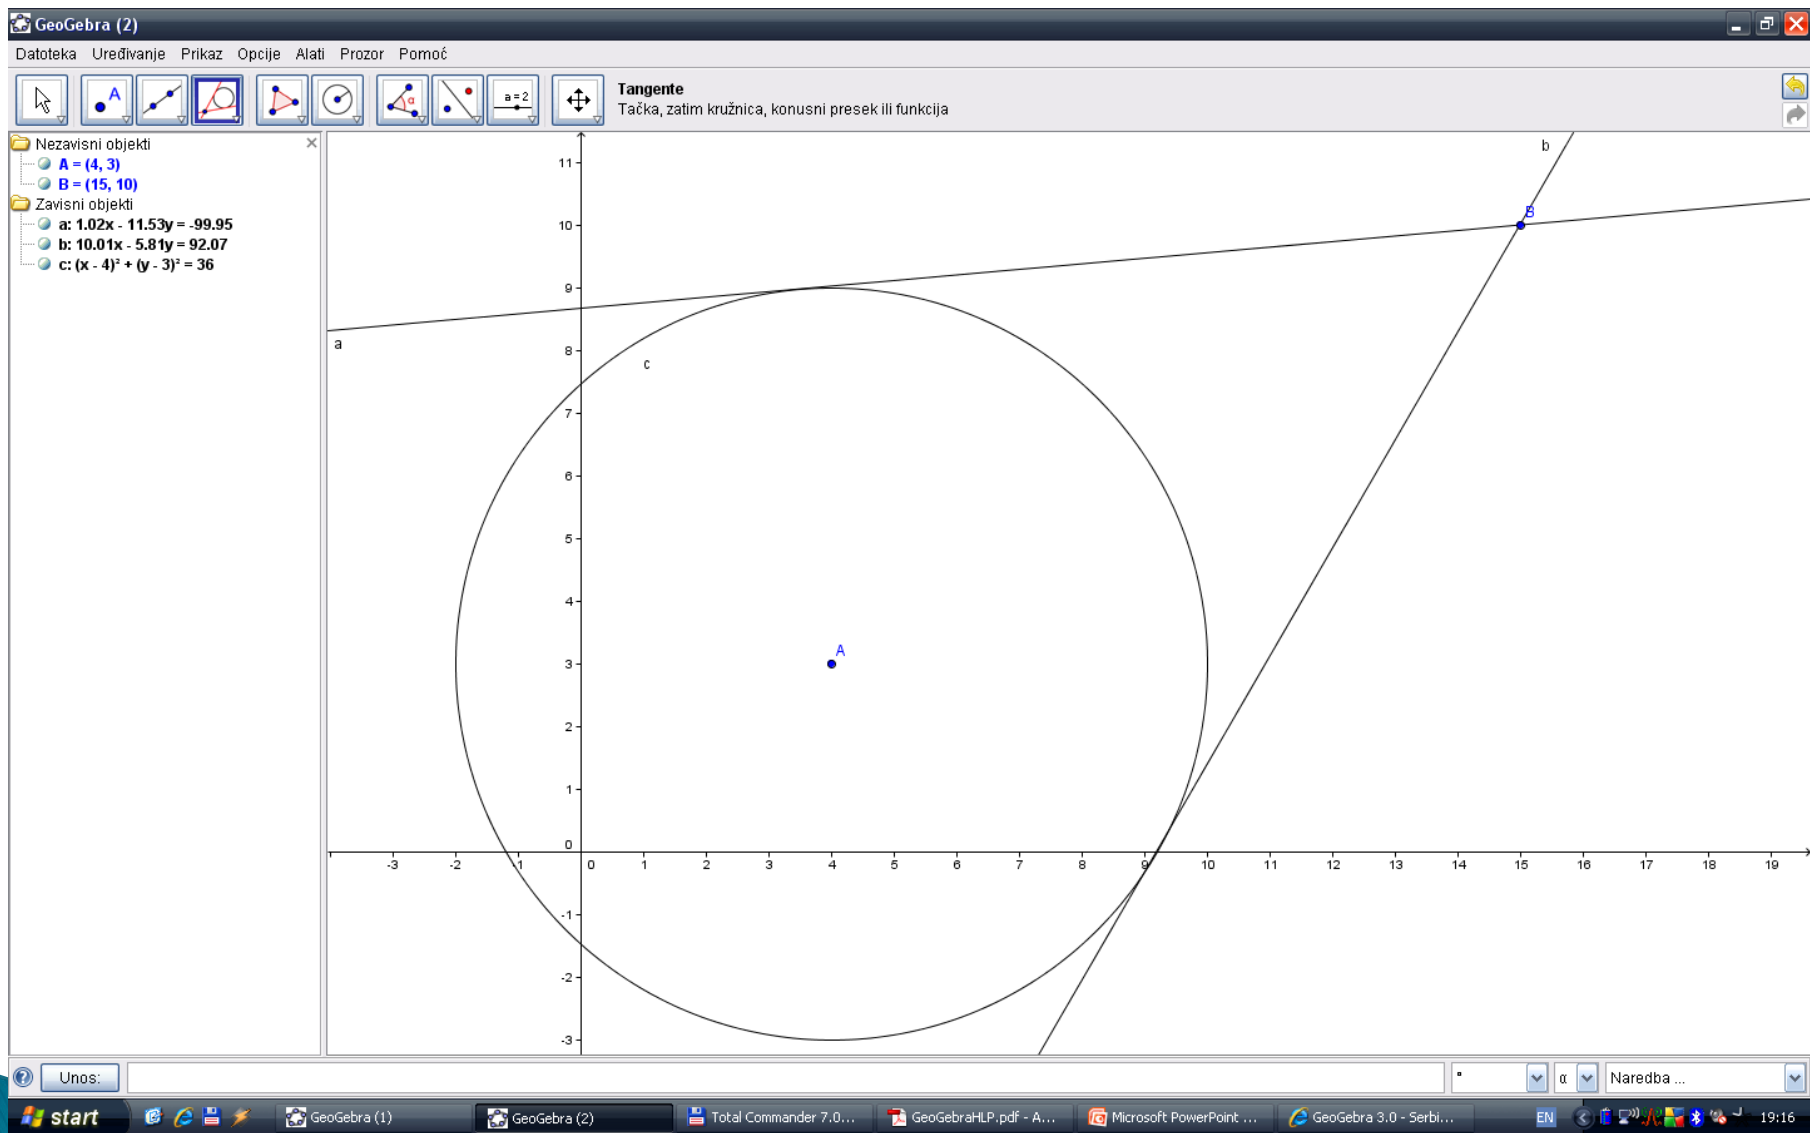 GeoGebra (2)
Datoteka Uređivanje Prikaz Opcije Alati Prozor Pomoć
A
α
a = 2
Tangente
Tačka, zatim kružnica, konusni presek ili funkcija
Nezavisni objekti
A = (4, 3)
B = (15, 10)
Zavisni objekti
a: 1.02x - 11.53y = -99.95
b: 10.01x - 5.81y = 92.07
c: (x - 4)² + (y - 3)² = 36
11
10
9
8
7
6
5
4
3
2
1
0
-1
-2
-3
-3 -2 -1 0 1 2 3 4 5 6 7 8 9 10 11 12 13 14 15 16 17 18 19
a
b
c
A
B
Unos:
° α Naredba ...
start GeoGebra (1) GeoGebra (2) Total Commander 7.0... GeoGebraHLP.pdf - A... Microsoft PowerPoint ... GeoGebra 3.0 - Serbi... EN 19:16